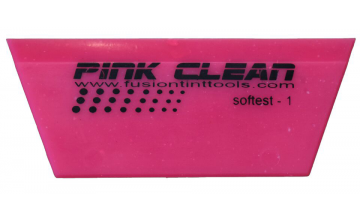 PINK CLEAN
www.fusiontinttools.com
softest - 1